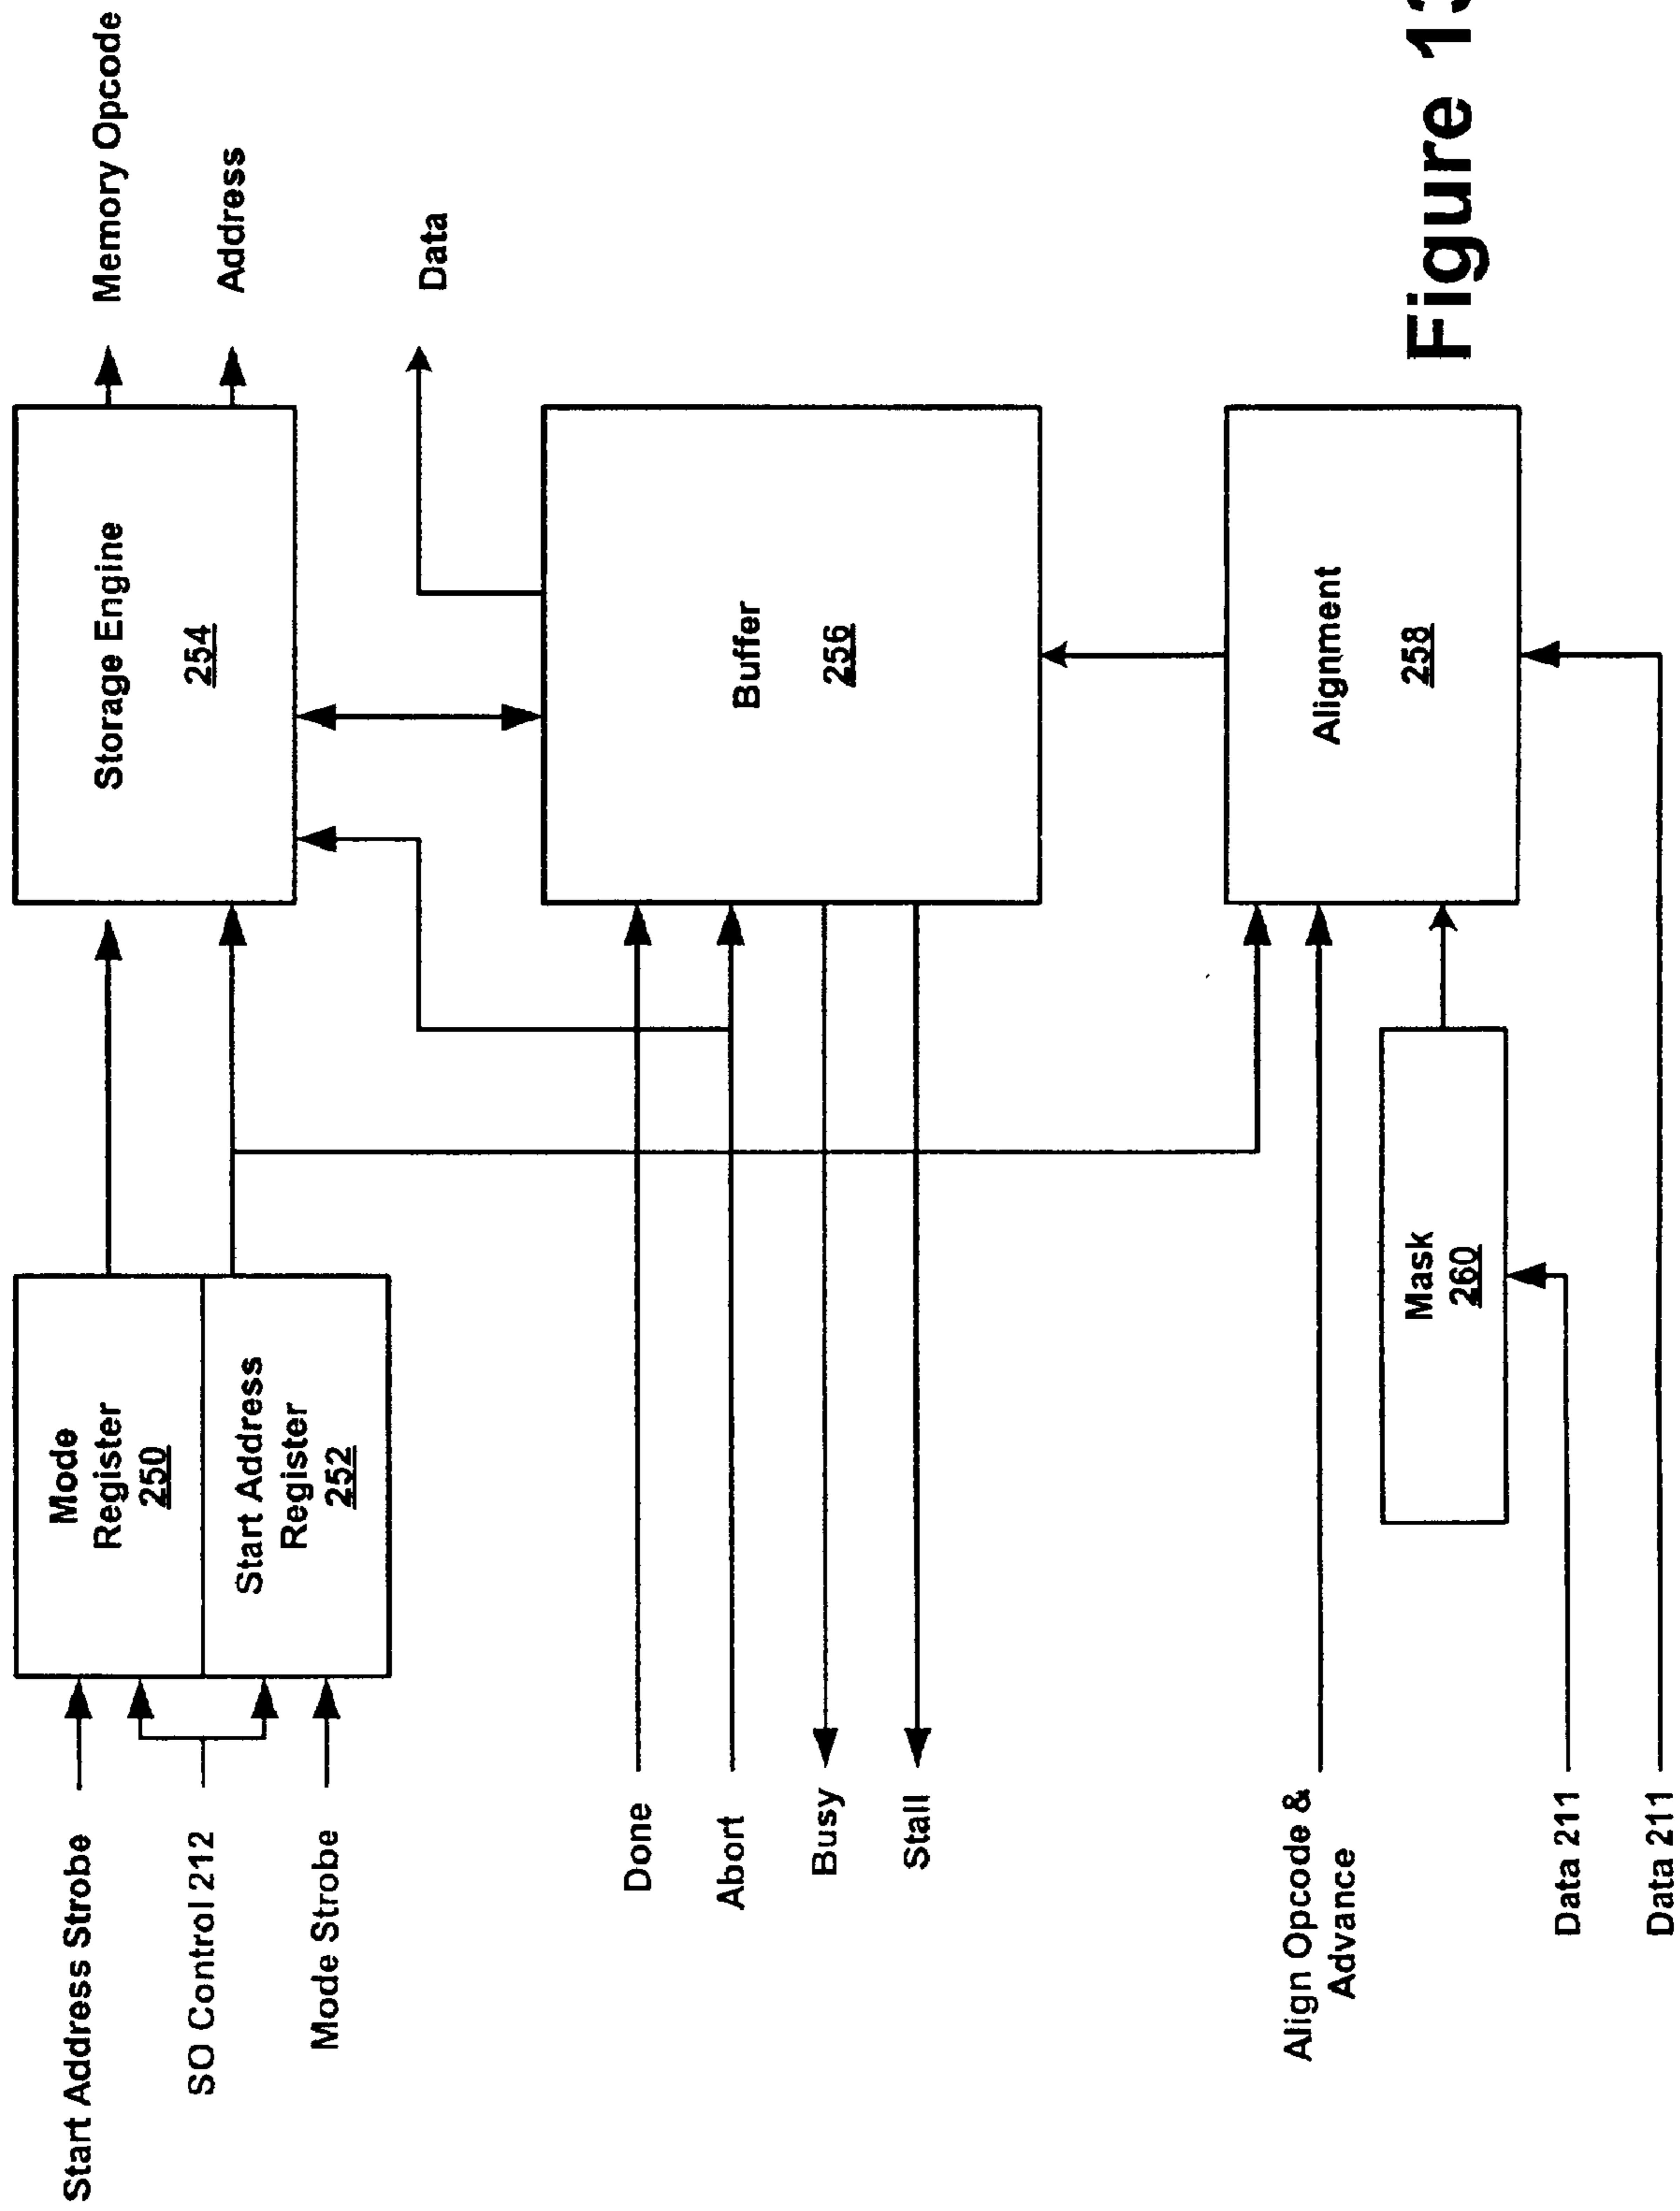 Start Address Strobe
SO Control 212
Mode Strobe
Mode
Register
250
Start Address
Register
252
Storage Engine
254
Memory Opcode
Address
Data
Done
Abort
Busy
Stall
Buffer
256
Align Opcode &
Advance
Data 211
Data 211
Mask
260
Alignment
258
Figure 13